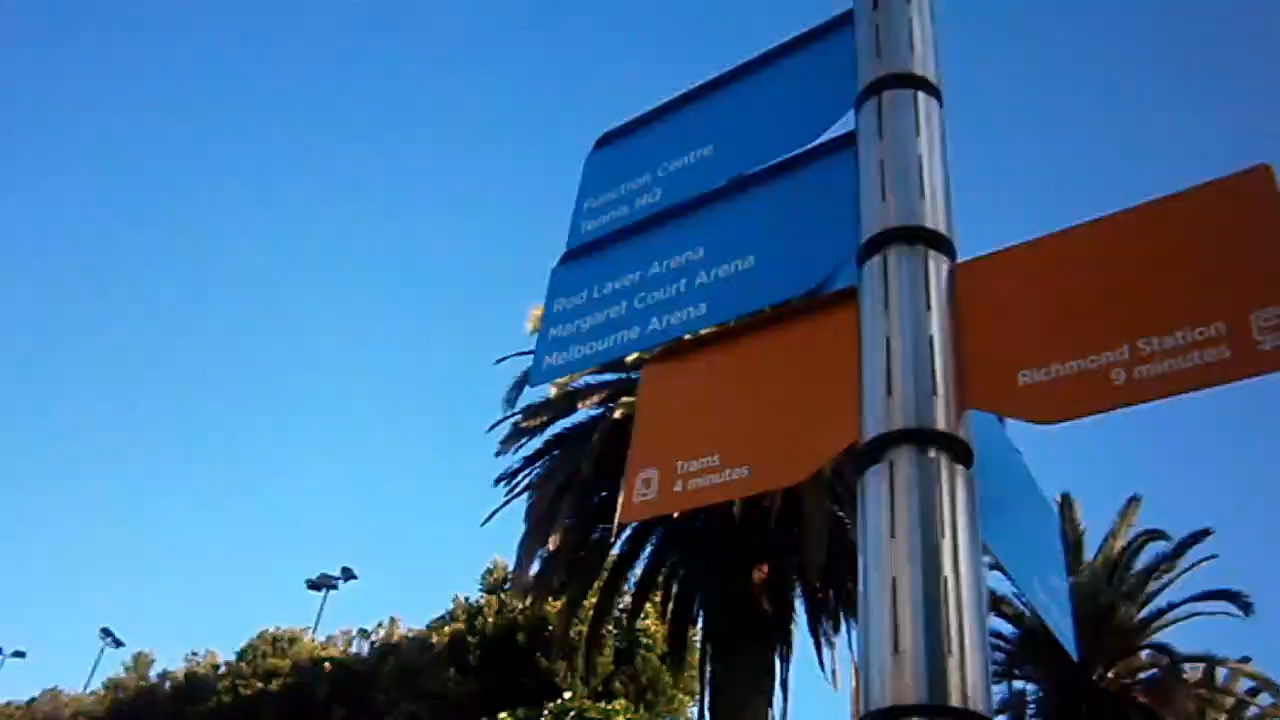 Function Centre
Tennis HQ
Rod Laver Arena
Margaret Court Arena
Melbourne Arena
Trams
4 minutes
Richmond Station
9 minutes